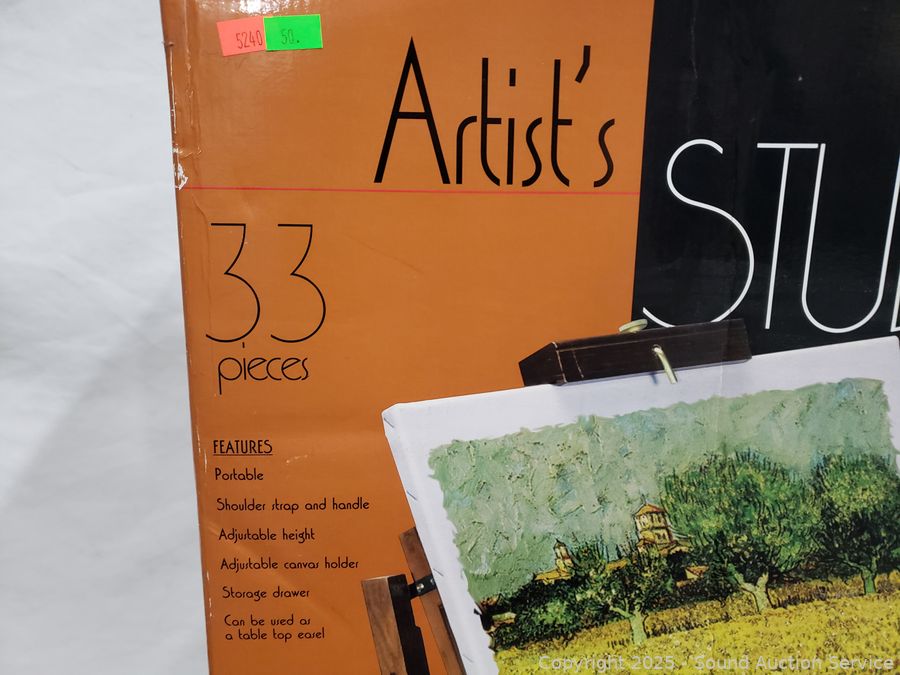 5240
50.
Artist's
STU
33
pieces
FEATURES
Portable
Shoulder strap and handle
Adjustable height
Adjustable canvas holder
Storage drawer
Can be used as
a table top easel
Copyright 2025 - Sound Auction Service